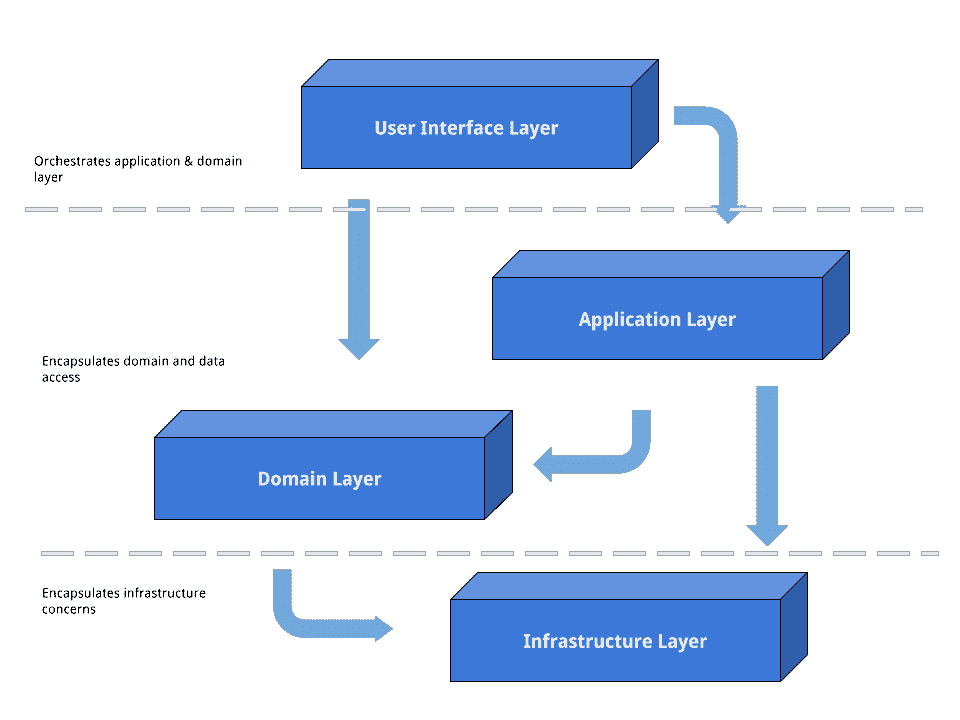 User Interface Layer
Orchestrates application & domain
layer
Application Layer
Encapsulates domain and data
access
Domain Layer
Encapsulates infrastructure
concerns
Infrastructure Layer